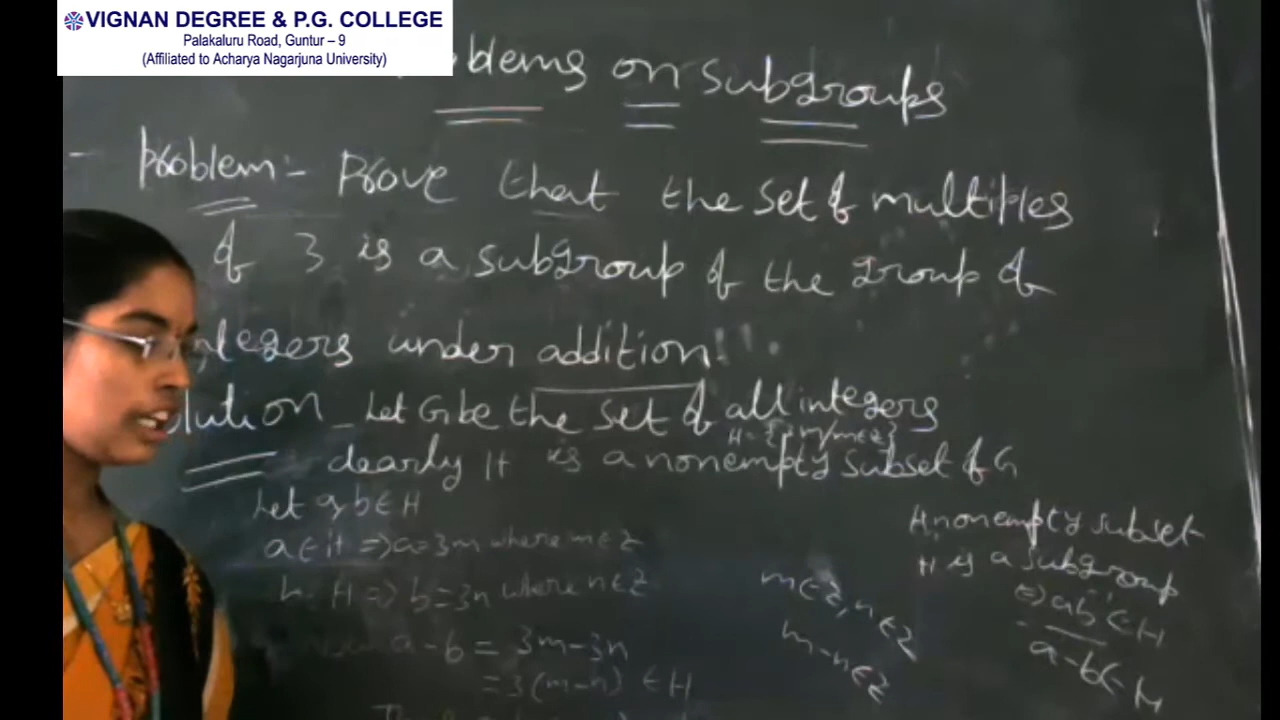 VIGNAN DEGREE & P.G. COLLEGE
Palakaluru Road, Guntur – 9
(Affiliated to Acharya Nagarjuna University)
blems on subgroups
Problem:- Prove that the set of multiples
of 3 is a subgroup of the group of
integers under addition.
lution - Let G be the set of all integers
H = {3m/m∈Z}
clearly H is a nonempty subset of G
Let a,b ∈ H
a ∈ H => a=3m where m∈Z
b ∈ H => b=3n where n∈Z
a-b = 3m-3n
=3(m-n) ∈ H
H nonempty subset
H is a subgroup
<=> ab⁻¹ ∈ H
a-b ∈ H
m∈Z, n∈Z
m-n∈Z